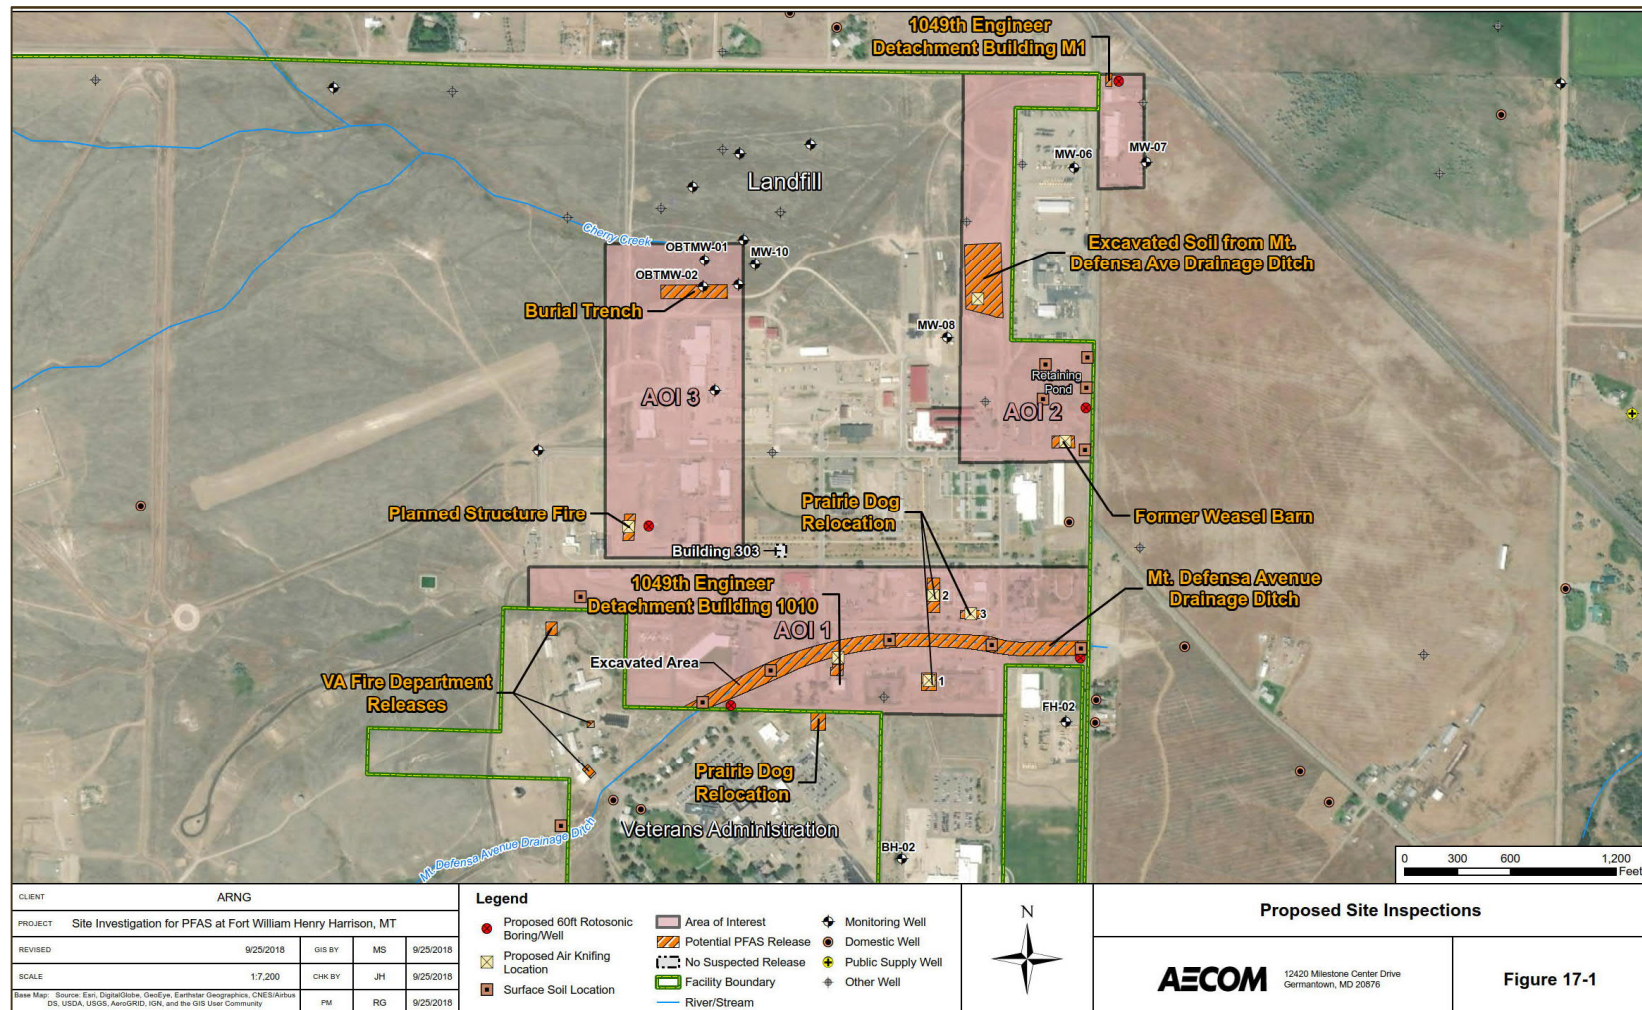 1049th Engineer
Detachment Building M1
MW-06
MW-07
Landfill
Cherry Creek
OBTMW-01
MW-10
OBTMW-02
Excavated Soil from Mt.
Defensa Ave Drainage Ditch
Burial Trench
MW-08
Retaining
Pond
AOI 3
AOI 2
Prairie Dog
Relocation
Planned Structure Fire
Former Weasel Barn
Building 303
1049th Engineer
Detachment Building 1010
Mt. Defensa Avenue
Drainage Ditch
2
3
AOI 1
Excavated Area
1
VA Fire Department
Releases
FH-02
Prairie Dog
Relocation
Veterans Administration
Mt. Defensa Avenue Drainage Ditch
BH-02
0 300 600 1,200
Feet
CLIENT ARNG
PROJECT Site Investigation for PFAS at Fort William Henry Harrison, MT
REVISED 9/25/2018 GIS BY MS 9/25/2018
SCALE 1:7,200 CHK BY JH 9/25/2018
Base Map: Source: Esri, DigitalGlobe, GeoEye, Earthstar Geographics, CNES/Airbus
DS, USDA, USGS, AeroGRID, IGN, and the GIS User Community
PM RG 9/25/2018
Legend
Proposed 60ft Rotosonic
Boring/Well
Proposed Air Knifing
Location
Surface Soil Location
Area of Interest
Potential PFAS Release
No Suspected Release
Facility Boundary
River/Stream
Monitoring Well
Domestic Well
Public Supply Well
Other Well
N
Proposed Site Inspections
AECOM
12420 Milestone Center Drive
Germantown, MD 20876
Figure 17-1